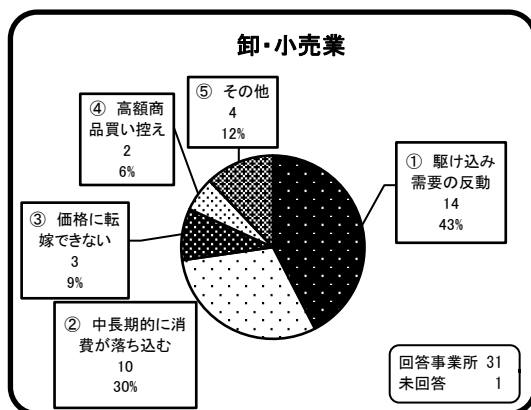 卸・小売業
⑤ その他
4
12%
④ 高額商
品買い控え
2
6%
① 駆け込み
需要の反動
14
43%
③ 価格に転
嫁できない
3
9%
② 中長期的に消
費が落ち込む
10
30%
回答事業所 31
未回答 1